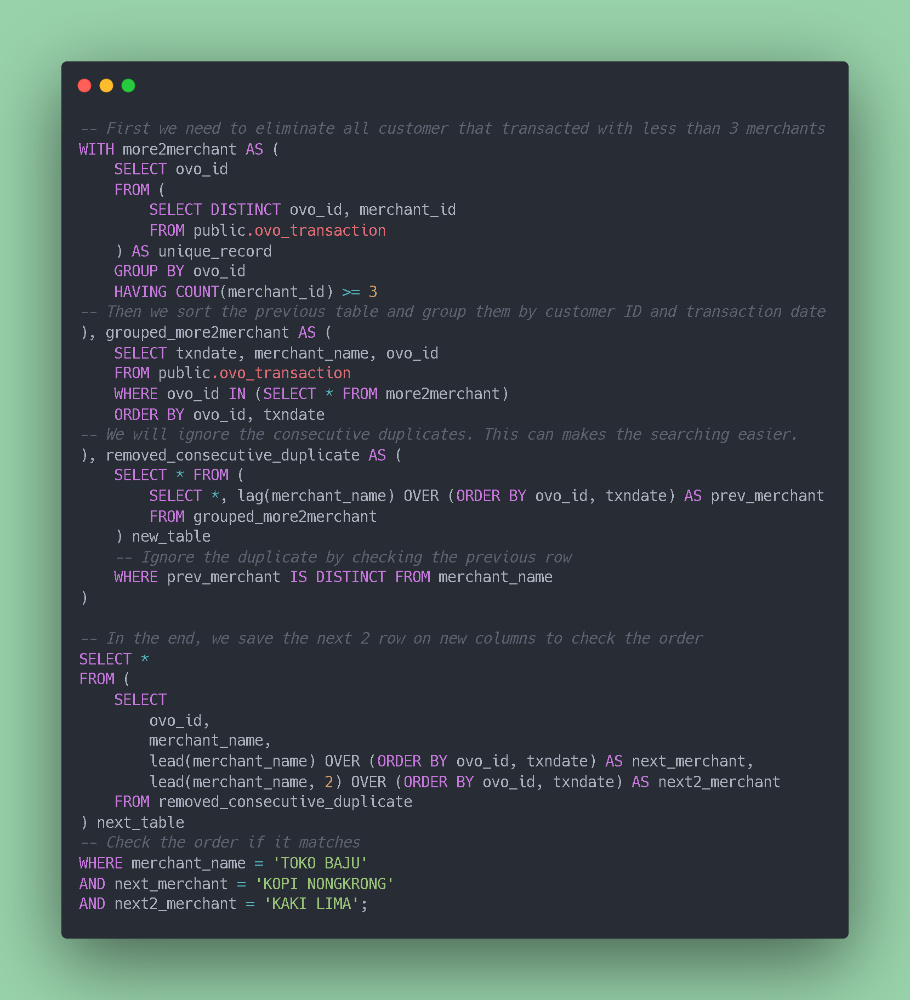 -- First we need to eliminate all customer that transacted with less than 3 merchants
WITH more2merchant AS (
    SELECT ovo_id
    FROM (
        SELECT DISTINCT ovo_id, merchant_id
        FROM public.ovo_transaction
    ) AS unique_record
    GROUP BY ovo_id
    HAVING COUNT(merchant_id) >= 3
-- Then we sort the previous table and group them by customer ID and transaction date
), grouped_more2merchant AS (
    SELECT txndate, merchant_name, ovo_id
    FROM public.ovo_transaction
    WHERE ovo_id IN (SELECT * FROM more2merchant)
    ORDER BY ovo_id, txndate
-- We will ignore the consecutive duplicates. This can makes the searching easier.
), removed_consecutive_duplicate AS (
    SELECT * FROM (
        SELECT *, lag(merchant_name) OVER (ORDER BY ovo_id, txndate) AS prev_merchant
        FROM grouped_more2merchant
    ) new_table
    -- Ignore the duplicate by checking the previous row
    WHERE prev_merchant IS DISTINCT FROM merchant_name
)

-- In the end, we save the next 2 row on new columns to check the order
SELECT *
FROM (
    SELECT
        ovo_id,
        merchant_name,
        lead(merchant_name) OVER (ORDER BY ovo_id, txndate) AS next_merchant,
        lead(merchant_name, 2) OVER (ORDER BY ovo_id, txndate) AS next2_merchant
    FROM removed_consecutive_duplicate
) next_table
-- Check the order if it matches
WHERE merchant_name = 'TOKO BAJU'
AND next_merchant = 'KOPI NONGKRONG'
AND next2_merchant = 'KAKI LIMA';